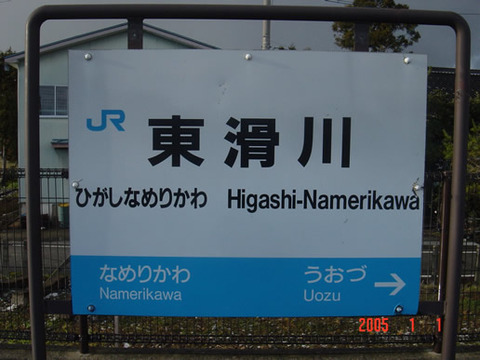 JR 東滑川
ひがしなめりかわ Higashi-Namerikawa
なめりかわ うおづ →
Namerikawa Uozu
2005 1 1